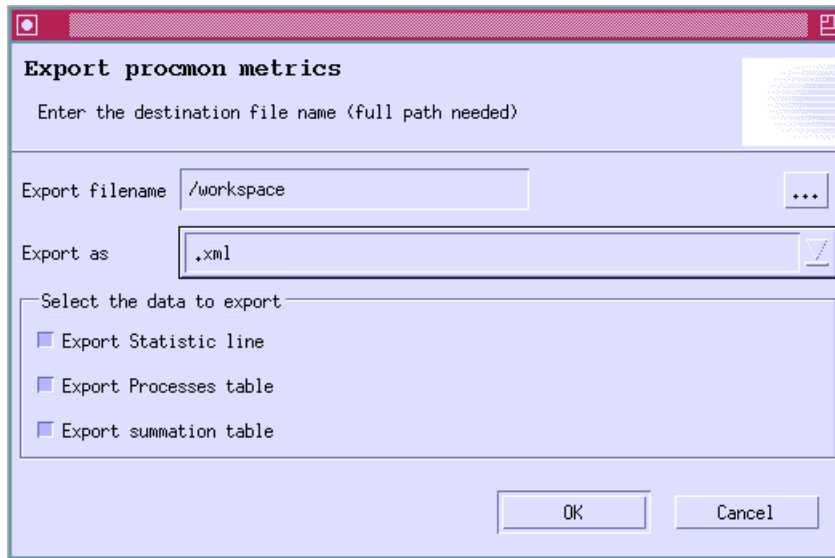 Export procmon metrics
Enter the destination file name (full path needed)
Export filename /workspace ...
Export as .xml
Select the data to export
Export Statistic line
Export Processes table
Export summation table
OK Cancel